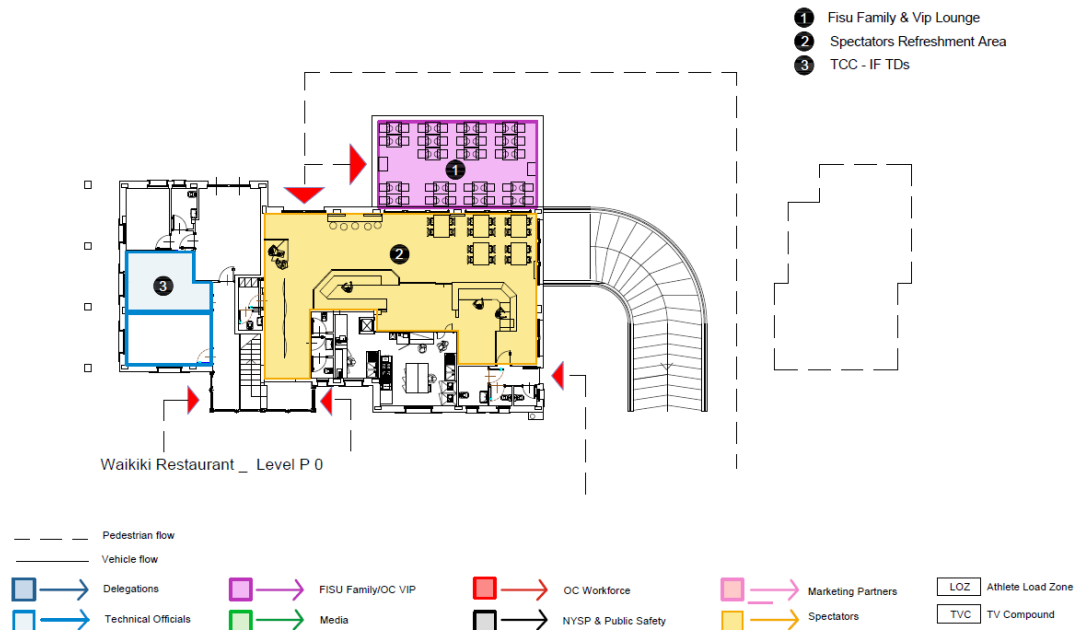 1 Fisu Family & Vip Lounge
2 Spectators Refreshment Area
3 TCC - IF TDs
1
2
3
Waikiki Restaurant _ Level P 0
Pedestrian flow
Vehicle flow
Delegations
FISU Family/OC VIP
OC Workforce
Marketing Partners
LOZ Athlete Load Zone
Technical Officials
Media
NYSP & Public Safety
Spectators
TVC TV Compound